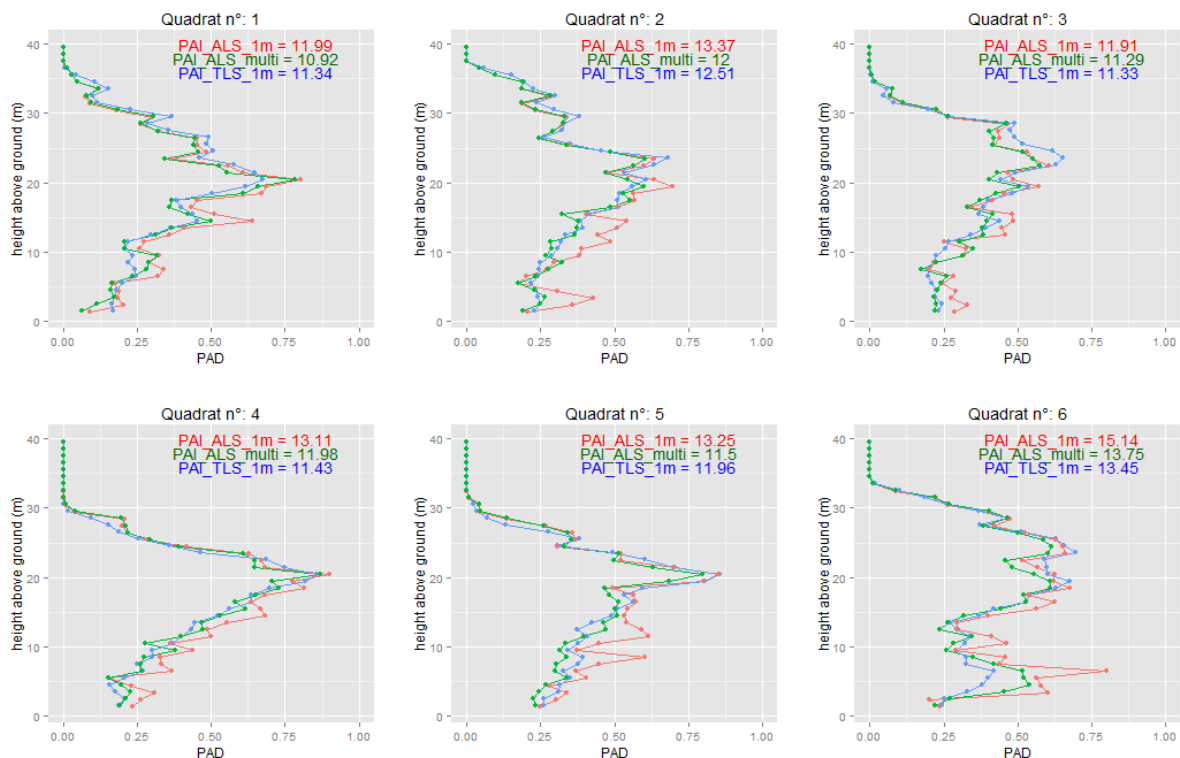 Quadrat n°: 1
PAI_ALS_1m = 11.99
PAI_ALS_multi = 10.92
PAI_TLS_1m = 11.34
height above ground (m)
40
30
20
10
0
0.00 0.25 0.50 0.75 1.00
PAD
Quadrat n°: 2
PAI_ALS_1m = 13.37
PAI_ALS_multi = 12
PAI_TLS_1m = 12.51
height above ground (m)
40
30
20
10
0
0.00 0.25 0.50 0.75 1.00
PAD
Quadrat n°: 3
PAI_ALS_1m = 11.91
PAI_ALS_multi = 11.29
PAI_TLS_1m = 11.33
height above ground (m)
40
30
20
10
0
0.00 0.25 0.50 0.75 1.00
PAD
Quadrat n°: 4
PAI_ALS_1m = 13.11
PAI_ALS_multi = 11.98
PAI_TLS_1m = 11.43
height above ground (m)
40
30
20
10
0
0.00 0.25 0.50 0.75 1.00
PAD
Quadrat n°: 5
PAI_ALS_1m = 13.25
PAI_ALS_multi = 11.5
PAI_TLS_1m = 11.96
height above ground (m)
40
30
20
10
0
0.00 0.25 0.50 0.75 1.00
PAD
Quadrat n°: 6
PAI_ALS_1m = 15.14
PAI_ALS_multi = 13.75
PAI_TLS_1m = 13.45
height above ground (m)
40
30
20
10
0
0.00 0.25 0.50 0.75 1.00
PAD